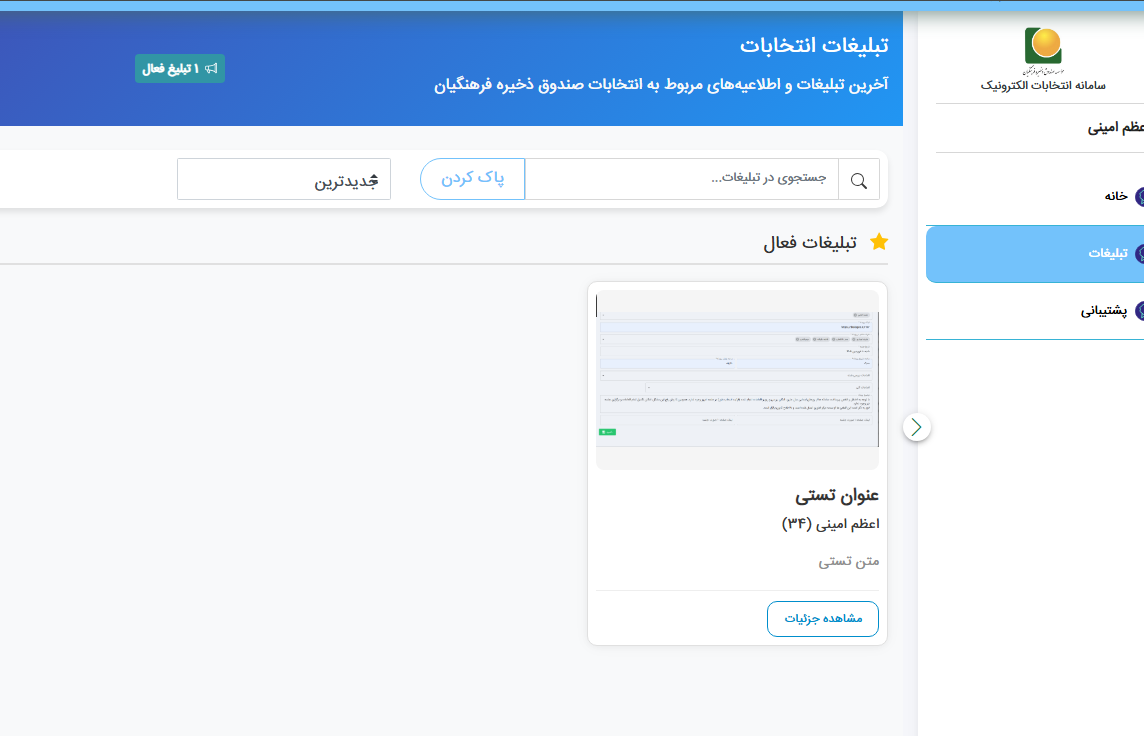 تبلیغات انتخابات
آخرین تبلیغات و اطلاعیه‌های مربوط به انتخابات صندوق ذخیره فرهنگیان
۱ تبلیغ فعال
سامانه انتخابات الکترونیک
عظم امینی
خانه
تبلیغات
پشتیبانی
جستجوی در تبلیغات...
پاک کردن
جدیدترین
تبلیغات فعال
عنوان تستی
اعظم امینی (۳۴)
متن تستی
مشاهده جزئیات